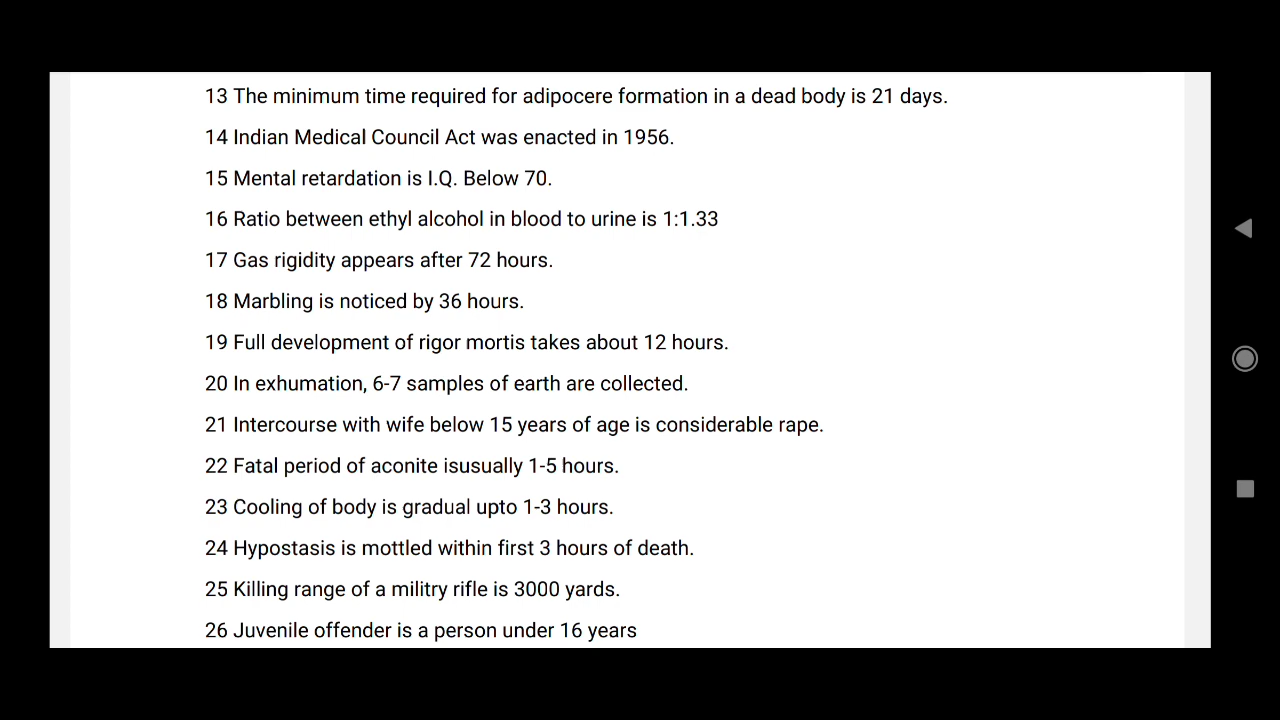 13 The minimum time required for adipocere formation in a dead body is 21 days.
14 Indian Medical Council Act was enacted in 1956.
15 Mental retardation is I.Q. Below 70.
16 Ratio between ethyl alcohol in blood to urine is 1:1.33
17 Gas rigidity appears after 72 hours.
18 Marbling is noticed by 36 hours.
19 Full development of rigor mortis takes about 12 hours.
20 In exhumation, 6-7 samples of earth are collected.
21 Intercourse with wife below 15 years of age is considerable rape.
22 Fatal period of aconite isusually 1-5 hours.
23 Cooling of body is gradual upto 1-3 hours.
24 Hypostasis is mottled within first 3 hours of death.
25 Killing range of a militry rifle is 3000 yards.
26 Juvenile offender is a person under 16 years